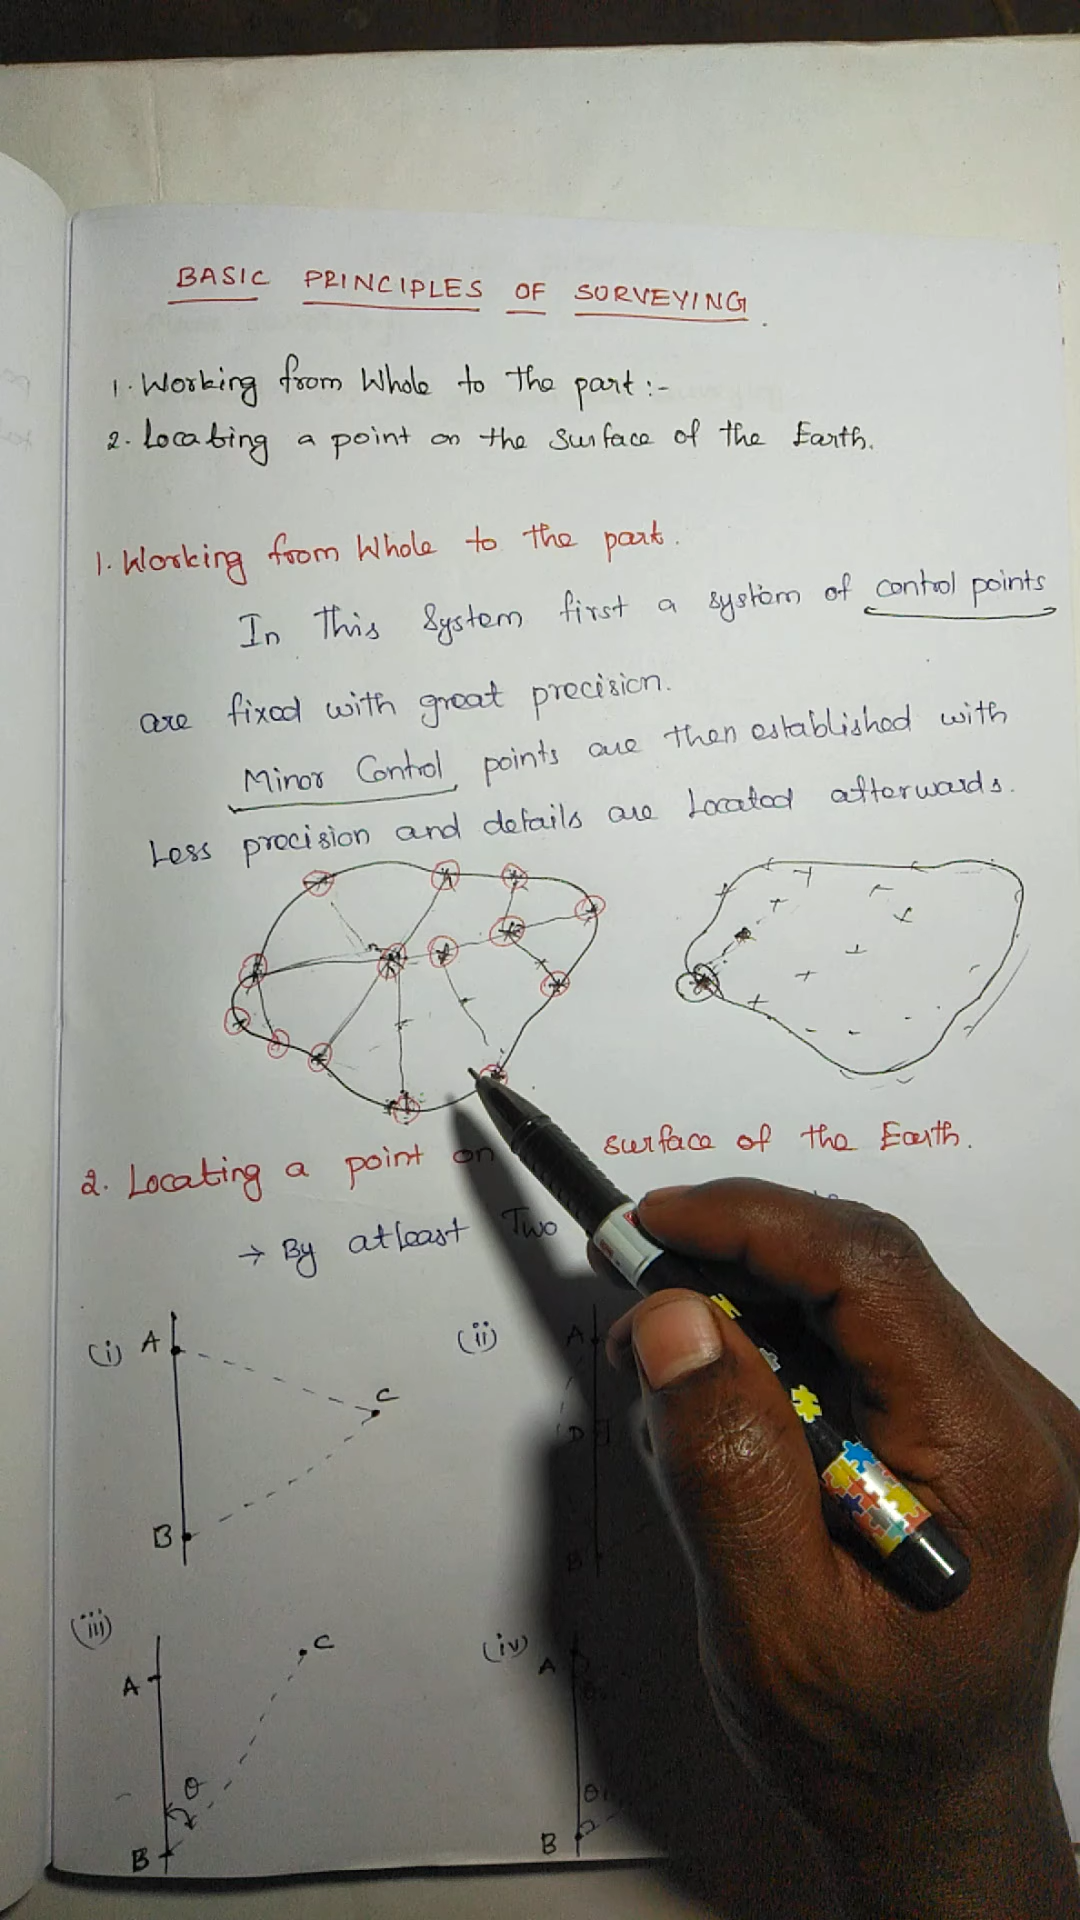 BASIC PRINCIPLES OF SORVEYING.
1. Working from Whole to the part :-
2. Locating a point on the Surface of the Earth.
1. Working from Whole to the part.
In This System first a system of control points
are fixed with great precision.
Minor Control points are then established with
Less precision and details are Located afterwards.
2. Locating a point on surface of the Earth.
→ By atleast Two
(i) A
C
B
(ii) A
D
B
(iii)
A
C
θ
B
(iv) A
θ
B